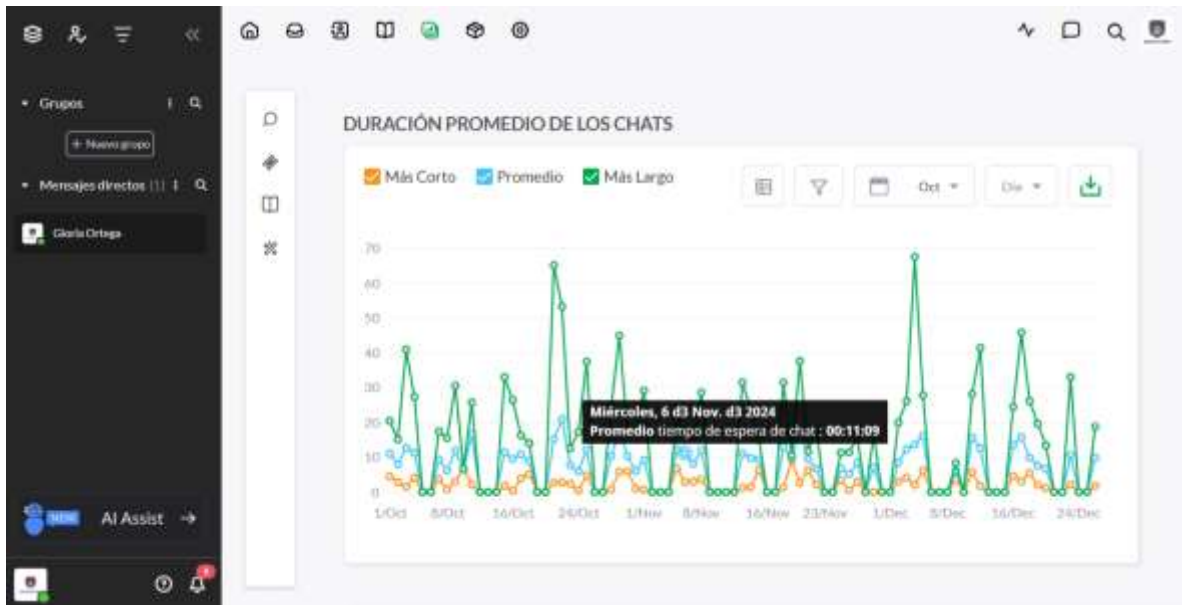 Grupos
+ Nuevo grupo
Mensajes directos (1)
Gloria Ortega
AI Assist →
DURACIÓN PROMEDIO DE LOS CHATS
Más Corto Promedio Más Largo
Oct Día
70
60
50
40
30
20
10
0
Miércoles, 6 d3 Nov. d3 2024
Promedio tiempo de espera de chat : 00:11:09
1/Oct 8/Oct 16/Oct 24/Oct 1/Nov 8/Nov 16/Nov 23/Nov 1/Dec 8/Dec 16/Dec 24/Dec